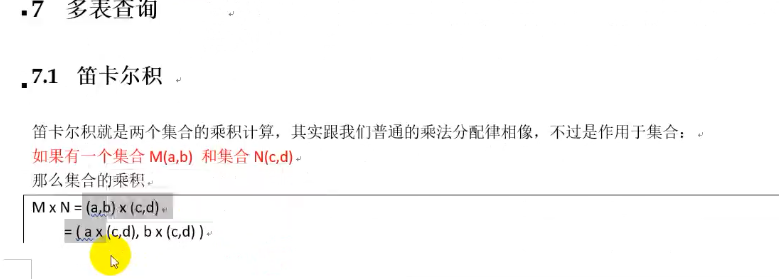 7 多表查询
7.1 笛卡尔积
笛卡尔积就是两个集合的乘积计算，其实跟我们普通的乘法分配律相像，不过是作用于集合：
如果有一个集合 M(a,b) 和集合 N(c,d)
那么集合的乘积
M x N = (a,b) x (c,d)
= ( a x (c,d), b x (c,d) )